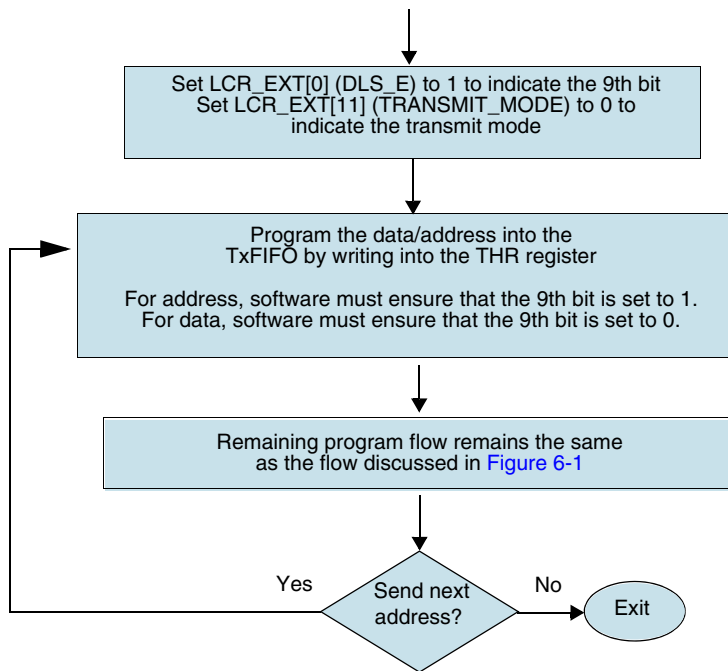 Set LCR_EXT[0] (DLS_E) to 1 to indicate the 9th bit
Set LCR_EXT[11] (TRANSMIT_MODE) to 0 to
indicate the transmit mode
Program the data/address into the
TxFIFO by writing into the THR register
For address, software must ensure that the 9th bit is set to 1.
For data, software must ensure that the 9th bit is set to 0.
Remaining program flow remains the same
as the flow discussed in Figure 6-1
Yes
Send next
address?
No
Exit